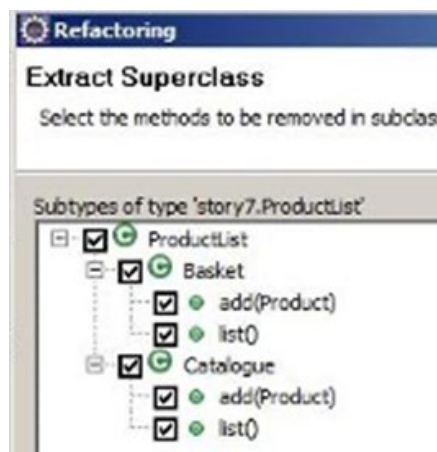 Refactoring
Extract Superclass
Select the methods to be removed in subclas
Subtypes of type 'story7.ProductList'
ProductList
Basket
add(Product)
list()
Catalogue
add(Product)
list()